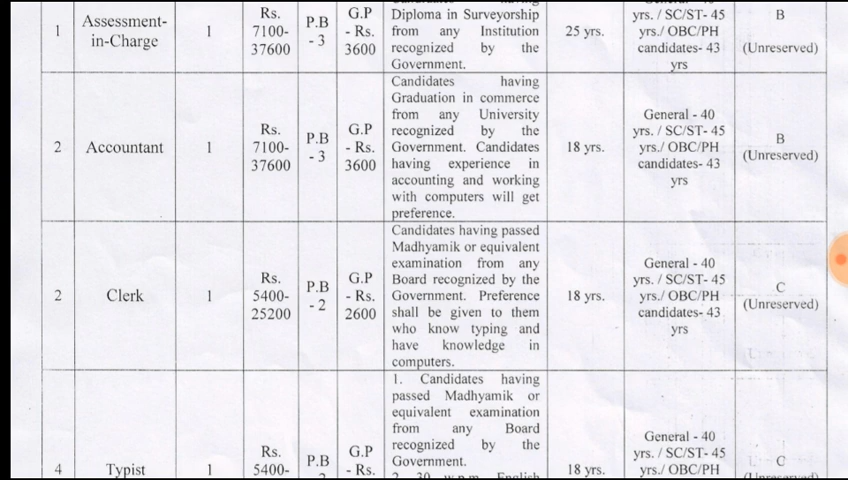 1
Assessment-
in-Charge
1
Rs.
7100-
37600
P.B
- 3
G.P
- Rs.
3600
Diploma in Surveyorship
from any Institution
recognized by the
Government.
25 yrs.
yrs. / SC/ST- 45
yrs./ OBC/PH
candidates- 43
yrs
B
(Unreserved)
2
Accountant
1
Rs.
7100-
37600
P.B
- 3
G.P
- Rs.
3600
Candidates having
Graduation in commerce
from any University
recognized by the
Government. Candidates
having experience in
accounting and working
with computers will get
preference.
18 yrs.
General - 40
yrs. / SC/ST- 45
yrs./ OBC/PH
candidates- 43
yrs
B
(Unreserved)
2
Clerk
1
Rs.
5400-
25200
P.B
- 2
G.P
- Rs.
2600
Candidates having passed
Madhyamik or equivalent
examination from any
Board recognized by the
Government. Preference
shall be given to them
who know typing and
have knowledge in
computers.
18 yrs.
General - 40
yrs. / SC/ST- 45
yrs./ OBC/PH
candidates- 43
yrs
C
(Unreserved)
4
Typist
1
Rs.
5400-
P.B
G.P
- Rs.
1. Candidates having
passed Madhyamik or
equivalent examination
from any Board
recognized by the
Government.
2. 30 w.p.m. English
18 yrs.
General - 40
yrs. / SC/ST- 45
yrs./ OBC/PH
C
(Unreserved)